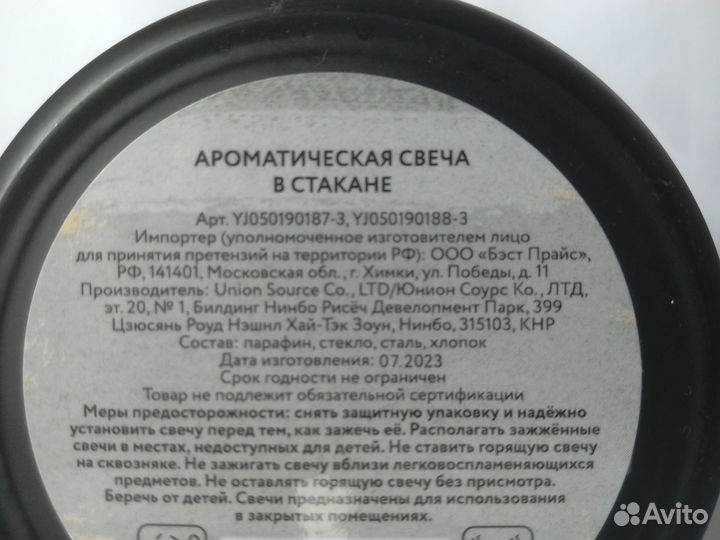 АРОМАТИЧЕСКАЯ СВЕЧА
В СТАКАНЕ
Арт. YJ050190187-3, YJ050190188-3
Импортер (уполномоченное изготовителем лицо
для принятия претензий на территории РФ): ООО «Бэст Прайс»,
РФ, 141401, Московская обл., г. Химки, ул. Победы, д. 11
Производитель: Union Source Co., LTD/Юнион Соурс Ко., ЛТД,
эт. 20, № 1, Билдинг Нинбо Рисёч Девелопмент Парк, 399
Цзюсянь Роуд Нэшнл Хай-Тэк Зоун, Нинбо, 315103, КНР
Состав: парафин, стекло, сталь, хлопок
Дата изготовления: 07.2023
Срок годности не ограничен
Товар не подлежит обязательной сертификации
Меры предосторожности: снять защитную упаковку и надёжно
установить свечу перед тем, как зажечь её. Располагать зажжённые
свечи в местах, недоступных для детей. Не ставить горящую свечу
на сквозняке. Не зажигать свечу вблизи легковоспламеняющихся
предметов. Не оставлять горящую свечу без присмотра.
Беречь от детей. Свечи предназначены для использования
в закрытых помещениях.
Avito